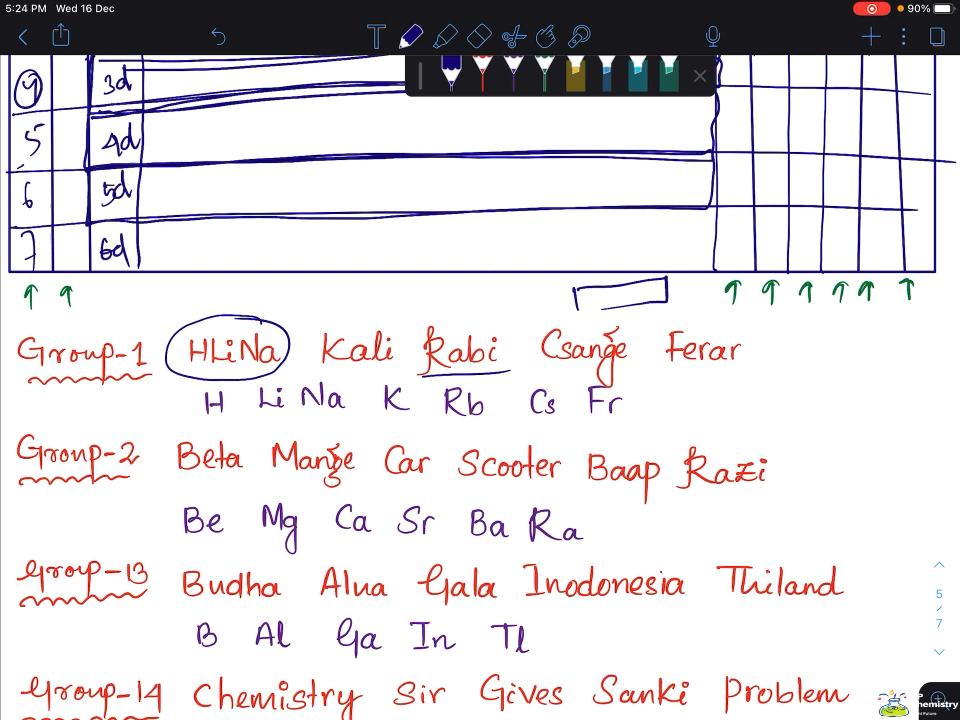 5:24 PM Wed 16 Dec
90%
4 3d
5 4d
6 5d
7 6d
Group-1 HLiNa Kali Rabi Csange Ferar
H Li Na K Rb Cs Fr
Group-2 Beta Mange Car Scooter Baap Razi
Be Mg Ca Sr Ba Ra
Group-13 Budha Alua Gala Inodonesia Thiland
B Al Ga In Tl
5
/
7
Group-14 Chemistry Sir Gives Sanki Problem